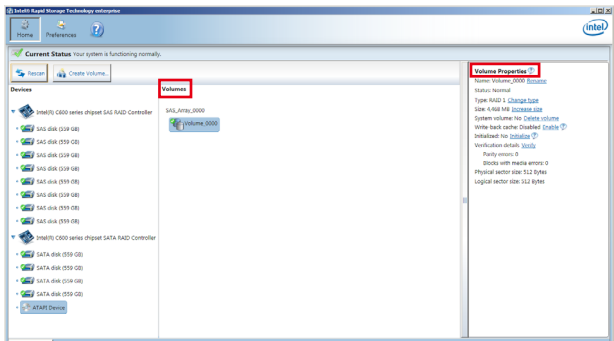 Intel® Rapid Storage Technology enterprise
Home
Preferences
intel
Current Status Your system is functioning normally.
Rescan
Create Volume...
Devices
Intel(R) C600 series chipset SAS RAID Controller
SAS disk (559 GB)
SAS disk (559 GB)
SAS disk (559 GB)
SAS disk (559 GB)
SAS disk (559 GB)
SAS disk (559 GB)
SAS disk (559 GB)
SAS disk (559 GB)
Intel(R) C600 series chipset SATA RAID Controller
SATA disk (559 GB)
SATA disk (559 GB)
SATA disk (559 GB)
SATA disk (559 GB)
ATAPI Device
Volumes
SAS_Array_0000
Volume_0000
Volume Properties ?
Name: Volume_0000 Rename
Status: Normal
Type: RAID 1 Change type
Size: 4,468 MB Increase size
System volume: No Delete volume
Write-back cache: Disabled Enable ?
Initialized: No Initialize ?
Verification details Verify
Parity errors: 0
Blocks with media errors: 0
Physical sector size: 512 Bytes
Logical sector size: 512 Bytes